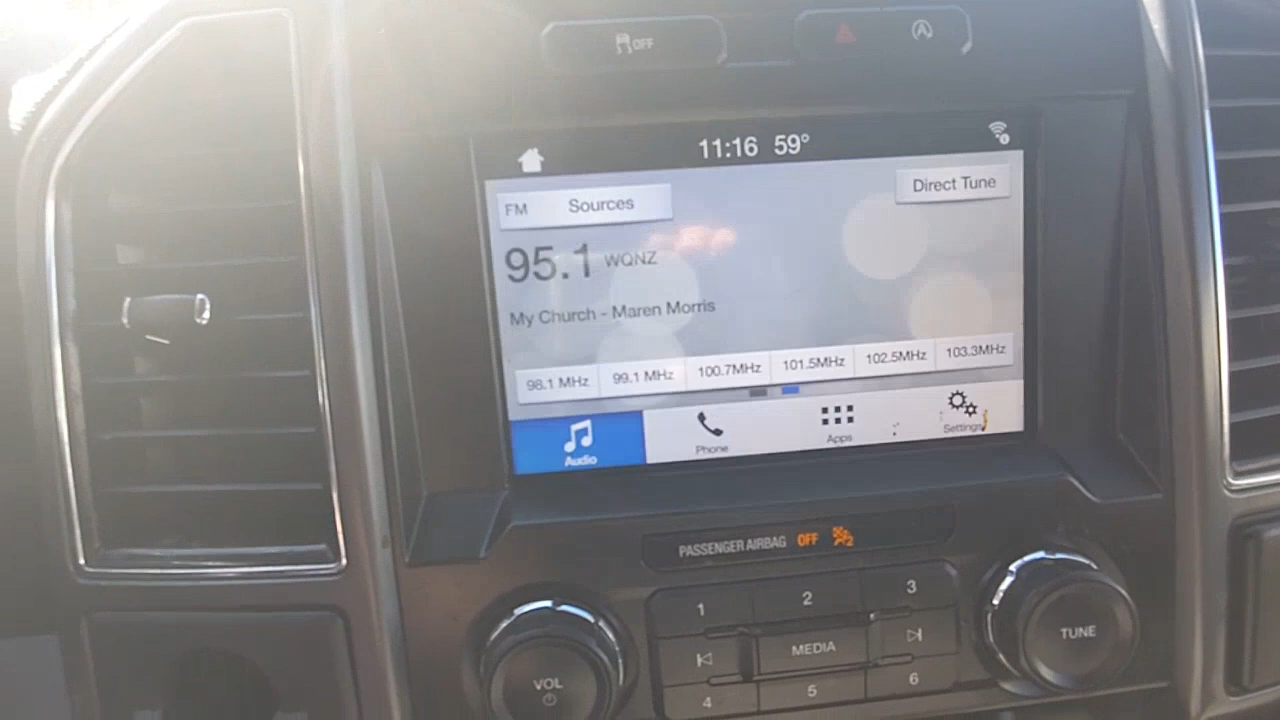 OFF
11:16 59°
FM Sources
Direct Tune
95.1 WQNZ
My Church - Maren Morris
98.1 MHz 99.1 MHz 100.7MHz 101.5MHz 102.5MHz 103.3MHz
Audio Phone Apps Settings
PASSENGER AIRBAG OFF
1 2 3
MEDIA
4 5 6
VOL
TUNE